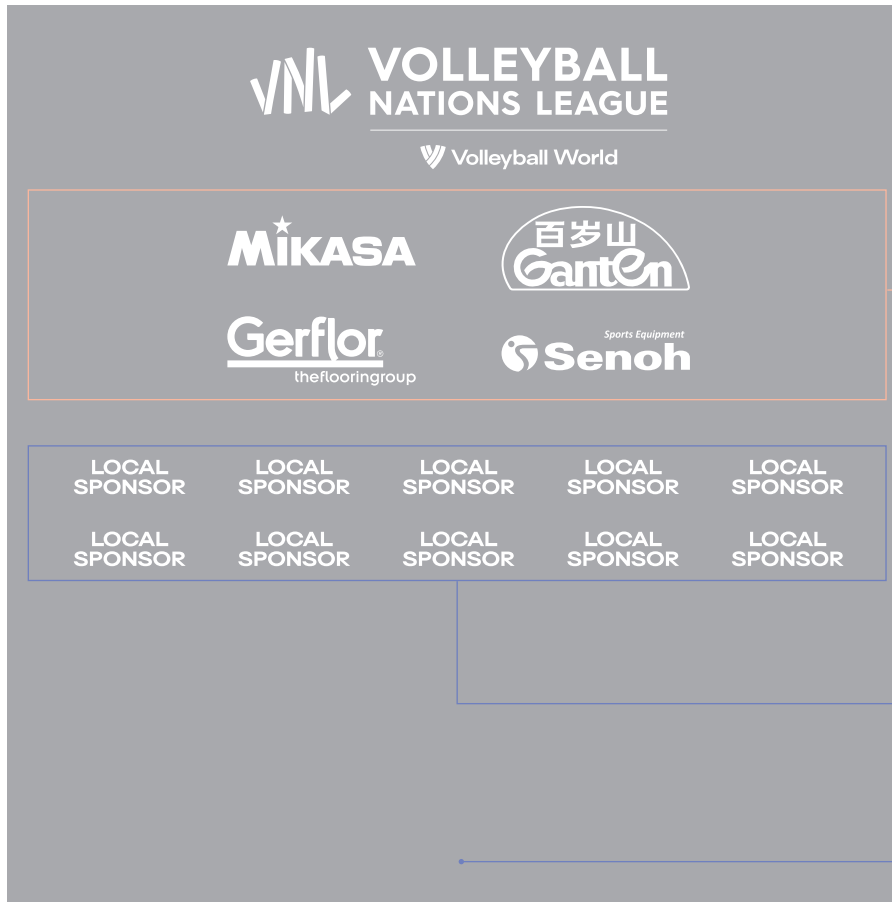 VNL VOLLEYBALL
NATIONS LEAGUE
Volleyball World
MIKASA
百岁山
Ganten
Gerflor®
theflooringroup
Sports Equipment
Senoh
LOCAL SPONSOR LOCAL SPONSOR LOCAL SPONSOR LOCAL SPONSOR LOCAL SPONSOR
LOCAL SPONSOR LOCAL SPONSOR LOCAL SPONSOR LOCAL SPONSOR LOCAL SPONSOR